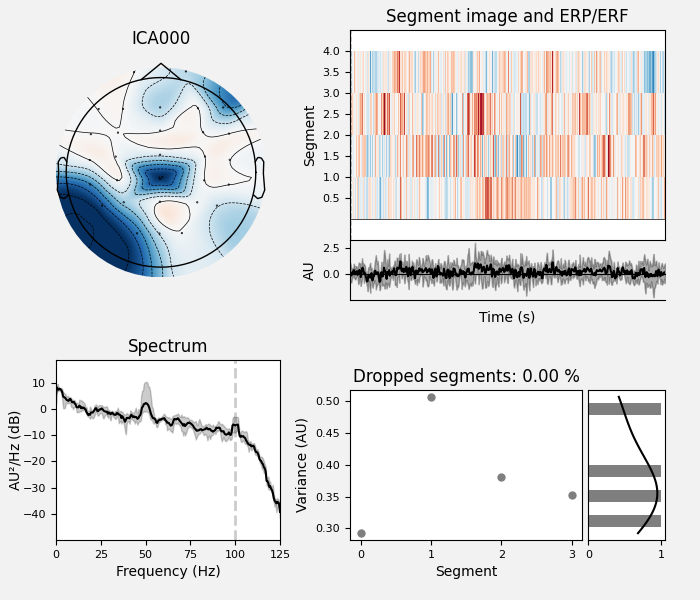 ICA000
Segment image and ERP/ERF
Segment
4.0
3.5
3.0
2.5
2.0
1.5
1.0
0.5
AU
2.5
0.0
Time (s)
Spectrum
AU²/Hz (dB)
10
0
−10
−20
−30
−40
0 25 50 75 100 125
Frequency (Hz)
Dropped segments: 0.00 %
Variance (AU)
0.50
0.45
0.40
0.35
0.30
0 1 2 3
Segment
0 1